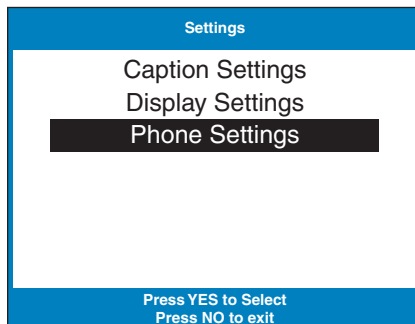 Settings
Caption Settings
Display Settings
Phone Settings
Press YES to Select
Press NO to exit